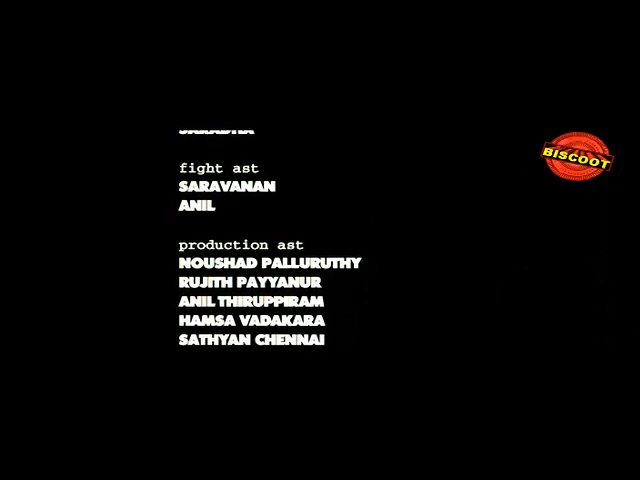 fight ast
SARAVANAN
ANIL
production ast
NOUSHAD PALLURUTHY
RUJITH PAYYANUR
ANIL THIRUPPIRAM
HAMSA VADAKARA
SATHYAN CHENNAI
BISCOOT